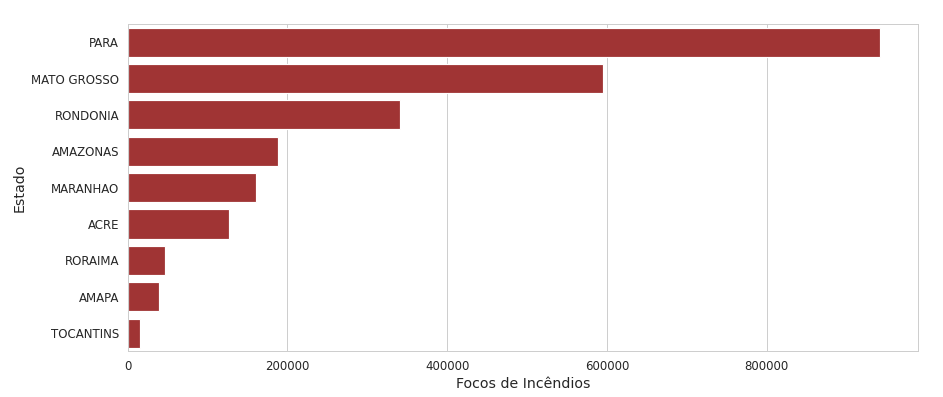 PARA
MATO GROSSO
RONDONIA
AMAZONAS
MARANHAO
ACRE
RORAIMA
AMAPA
TOCANTINS
Estado
0 200000 400000 600000 800000
Focos de Incêndios